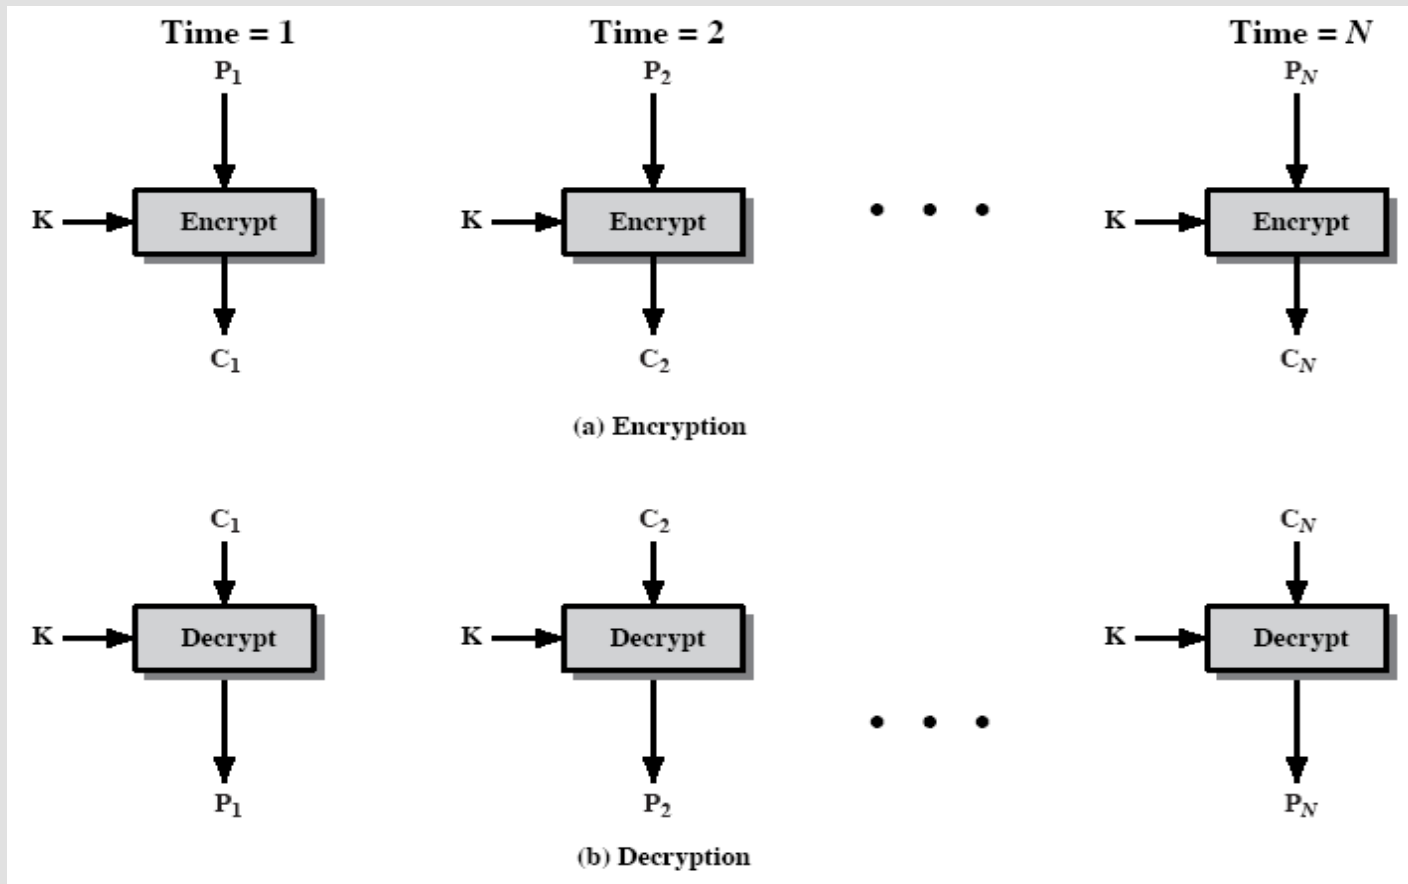 Time = 1 Time = 2 Time = N
P1 P2 PN
K Encrypt K Encrypt K Encrypt
C1 C2 CN
(a) Encryption
C1 C2 CN
K Decrypt K Decrypt K Decrypt
P1 P2 PN
(b) Decryption